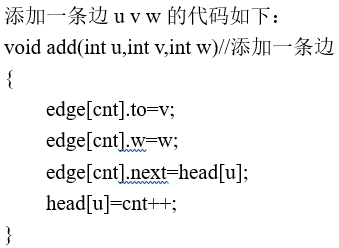 添加一条边 u v w 的代码如下：
void add(int u,int v,int w)//添加一条边
{
edge[cnt].to=v;
edge[cnt].w=w;
edge[cnt].next=head[u];
head[u]=cnt++;
}